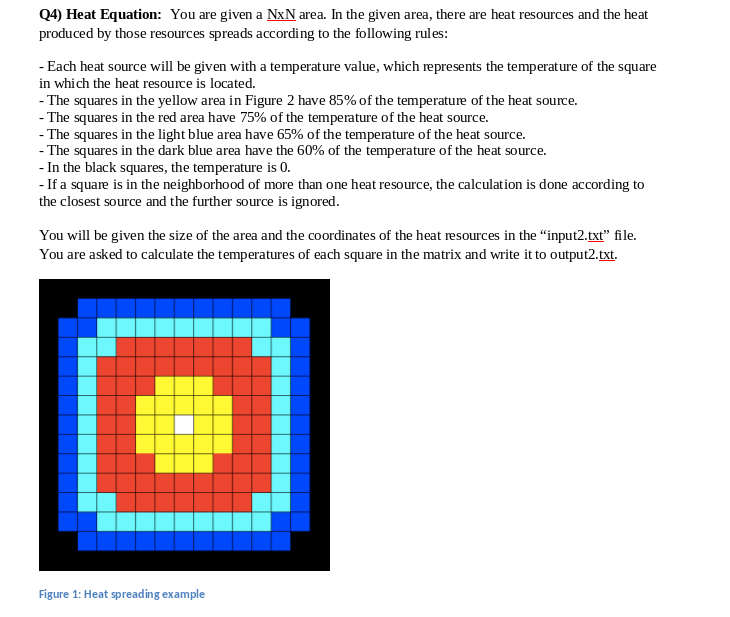 Q4) Heat Equation: You are given a NxN area. In the given area, there are heat resources and the heat
produced by those resources spreads according to the following rules:
- Each heat source will be given with a temperature value, which represents the temperature of the square
in which the heat resource is located.
- The squares in the yellow area in Figure 2 have 85% of the temperature of the heat source.
- The squares in the red area have 75% of the temperature of the heat source.
- The squares in the light blue area have 65% of the temperature of the heat source.
- The squares in the dark blue area have the 60% of the temperature of the heat source.
- In the black squares, the temperature is 0.
- If a square is in the neighborhood of more than one heat resource, the calculation is done according to
the closest source and the further source is ignored.
You will be given the size of the area and the coordinates of the heat resources in the “input2.txt” file.
You are asked to calculate the temperatures of each square in the matrix and write it to output2.txt.
Figure 1: Heat spreading example